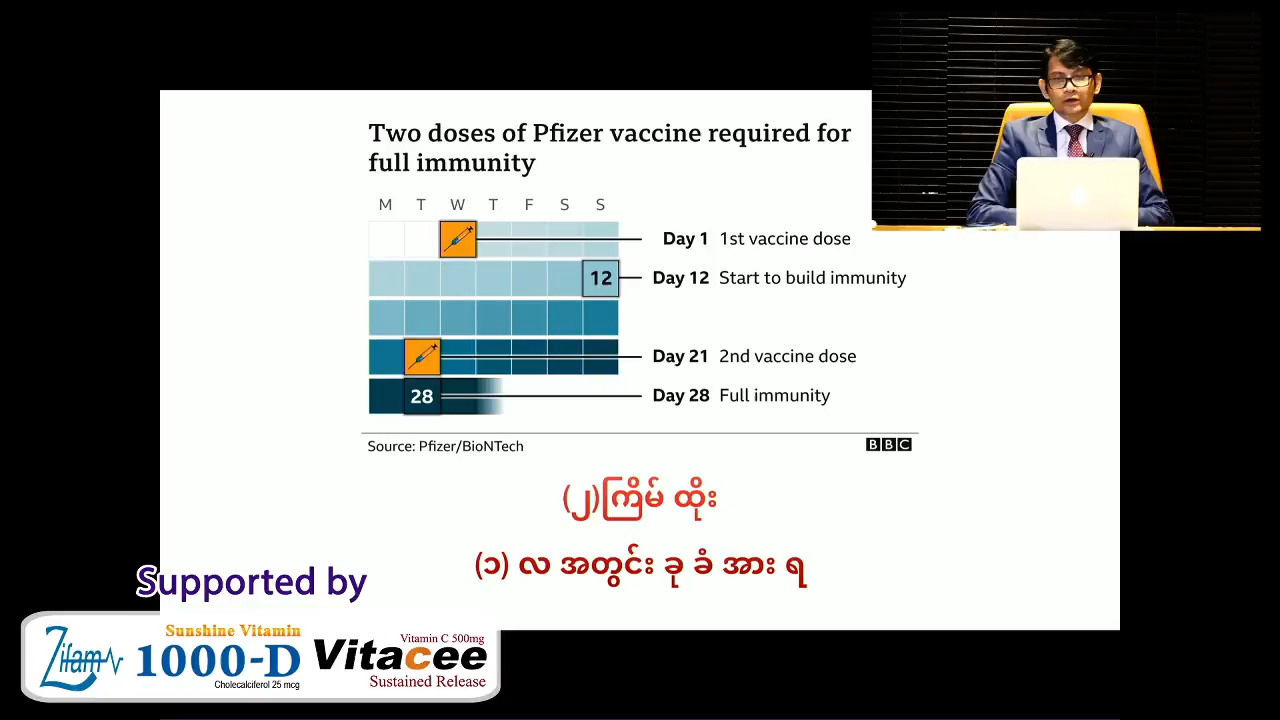 Two doses of Pfizer vaccine required for
full immunity
M T W T F S S
Day 1 1st vaccine dose
12 Day 12 Start to build immunity
Day 21 2nd vaccine dose
28 Day 28 Full immunity
Source: Pfizer/BioNTech
BBC
(၂)ကြိမ် ထိုး
(၁) လ အတွင်း ခု ခံ အား ရ
Supported by
Zifam
Sunshine Vitamin
1000-D
Cholecalciferol 25 mcg
Vitamin C 500mg
Vitacee
Sustained Release